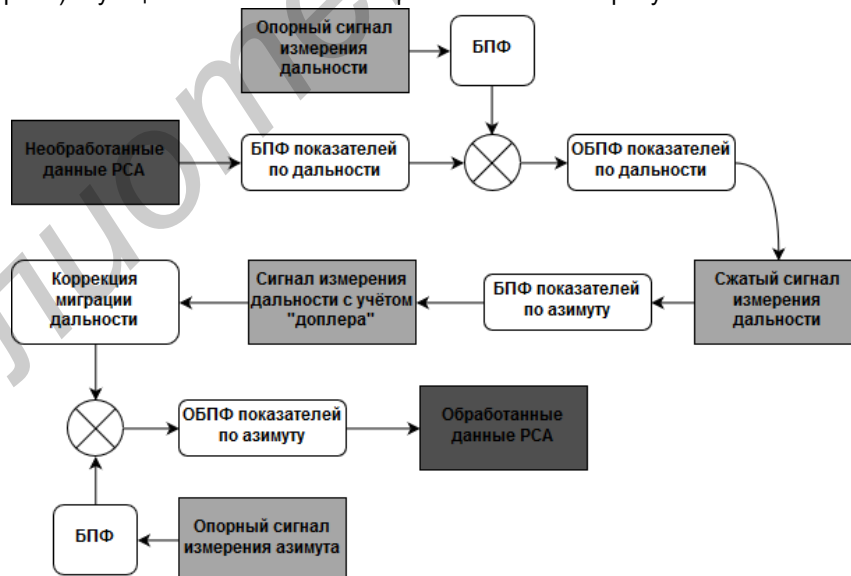 Опорный сигнал
измерения
дальности
БПФ
Необработанные
данные РСА
БПФ показателей
по дальности
ОБПФ показателей
по дальности
Коррекция
миграции
дальности
Сигнал измерения
дальности с учётом
"доплера"
БПФ показателей
по азимуту
Сжатый сигнал
измерения
дальности
ОБПФ показателей
по азимуту
Обработанные
данные РСА
БПФ
Опорный сигнал
измерения азимута